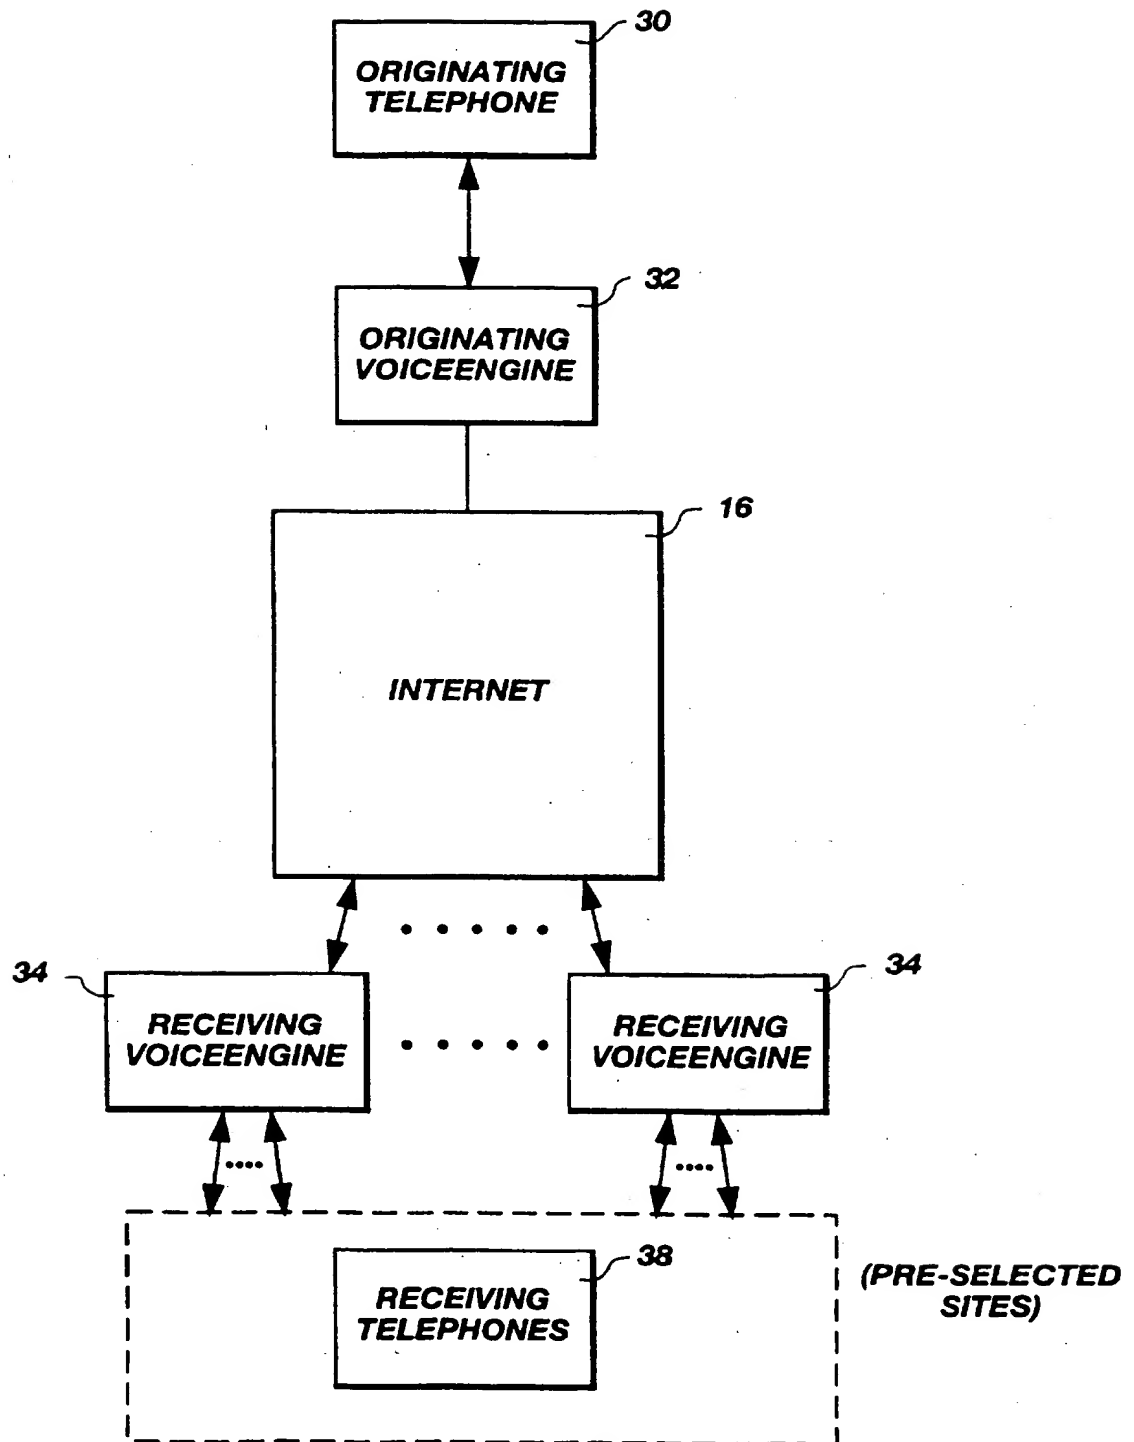 30
ORIGINATING
TELEPHONE
32
ORIGINATING
VOICEENGINE
16
INTERNET
34
RECEIVING
VOICEENGINE
34
RECEIVING
VOICEENGINE
38
RECEIVING
TELEPHONES
(PRE-SELECTED
SITES)